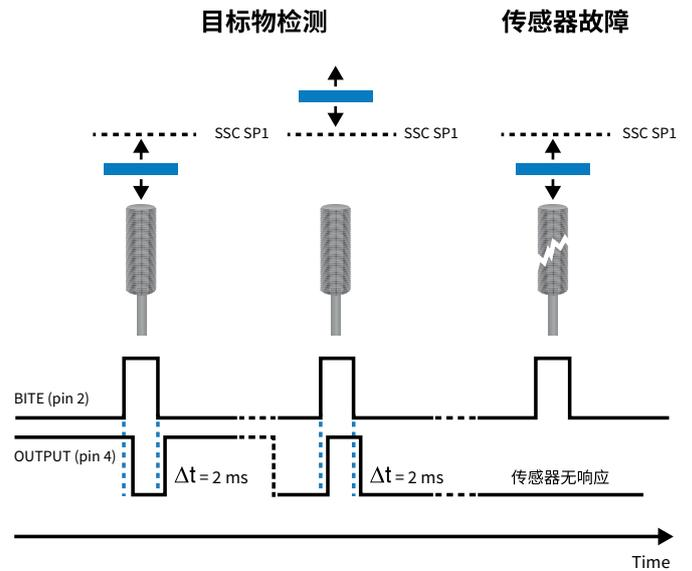 目标物检测
传感器故障
SSC SP1
SSC SP1
SSC SP1
BITE (pin 2)
OUTPUT (pin 4)
Δt = 2 ms
Δt = 2 ms
传感器无响应
Time